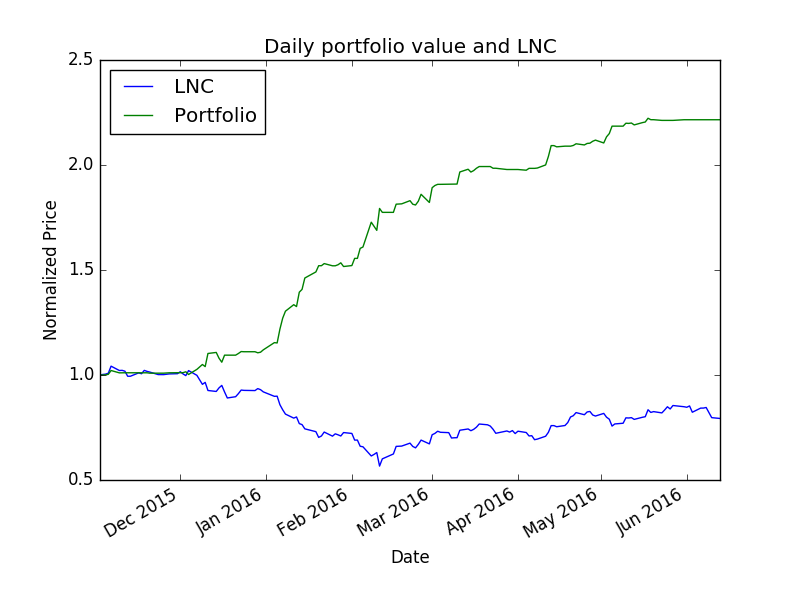 Daily portfolio value and LNC
2.5
2.0
1.5
1.0
0.5
Normalized Price
LNC
Portfolio
Dec 2015
Jan 2016
Feb 2016
Mar 2016
Apr 2016
May 2016
Jun 2016
Date